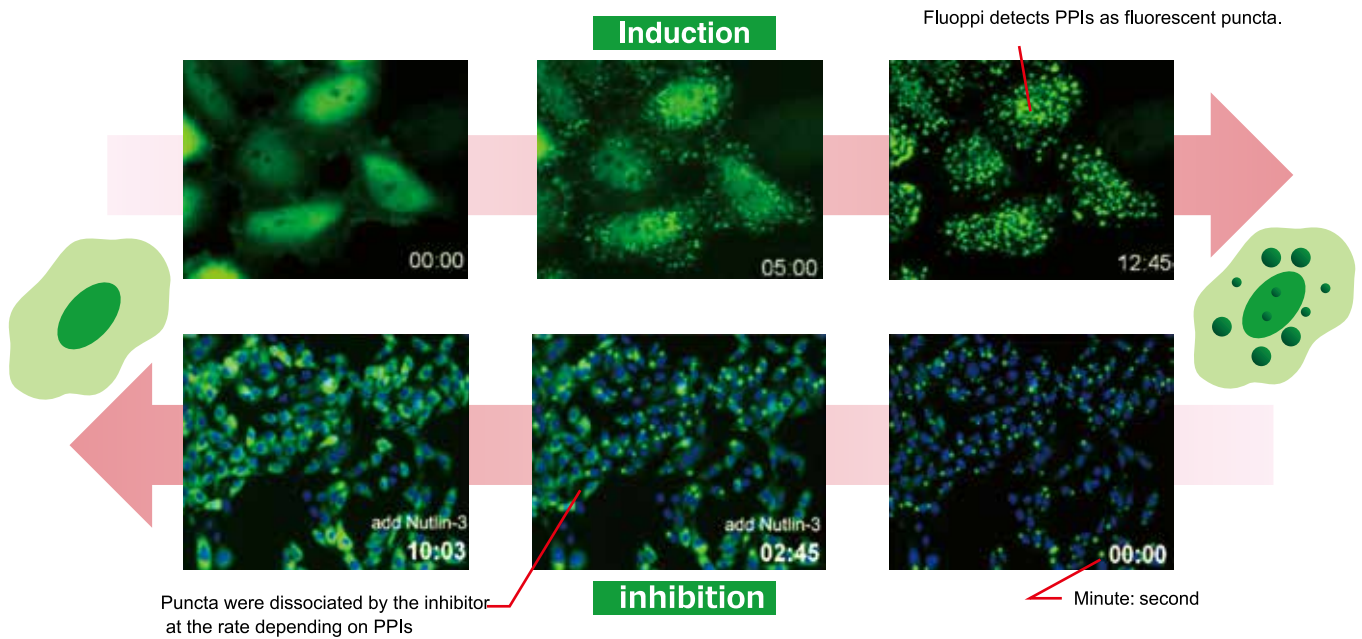 Fluoppi detects PPIs as fluorescent puncta.
Induction
00:00
05:00
12:45
add Nutlin-3
10:03
add Nutlin-3
02:45
00:00
Puncta were dissociated by the inhibitor
at the rate depending on PPIs
inhibition
Minute: second